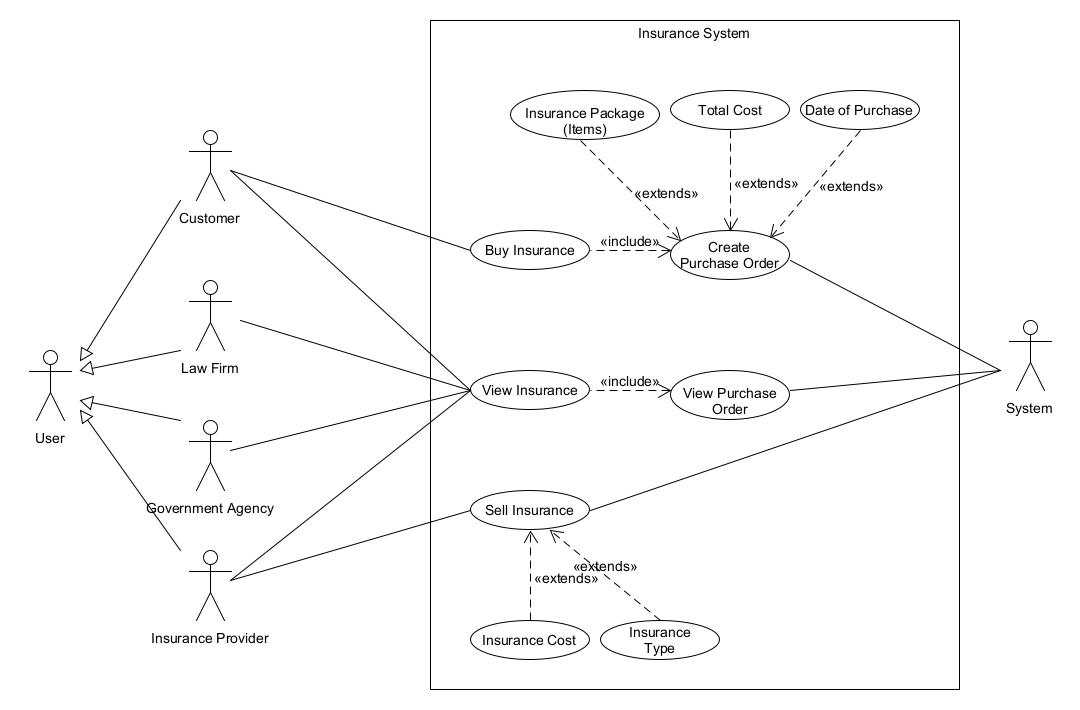 Insurance System
Insurance Package
(Items)
Total Cost
Date of Purchase
«extends»
«extends»
«extends»
Customer
Buy Insurance
«include»
Create
Purchase Order
Law Firm
User
View Insurance
«include»
View Purchase
Order
System
Government Agency
Sell Insurance
«extends»
«extends»
Insurance Provider
Insurance Cost
Insurance
Type